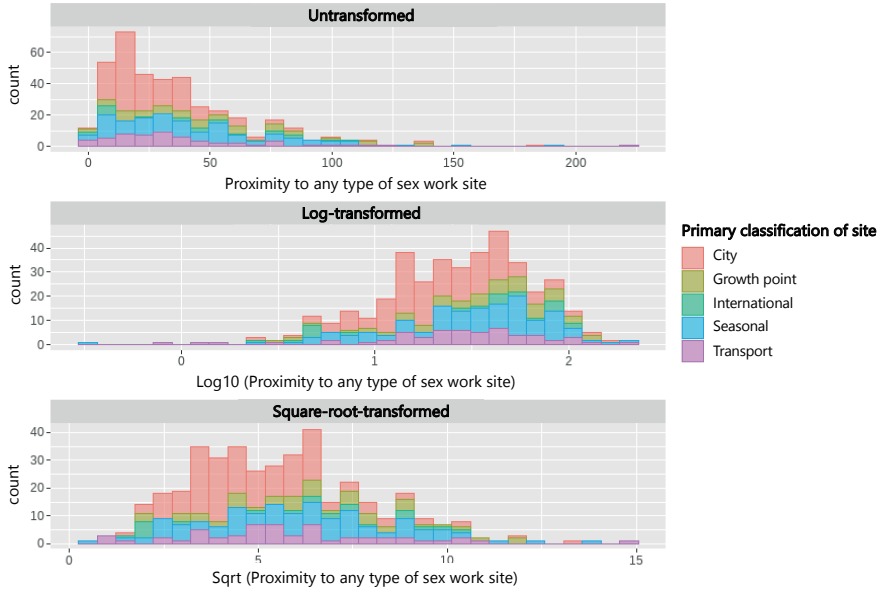 Untransformed
count
60
40
20
0
0 50 100 150 200
Proximity to any type of sex work site
Log-transformed
count
40
30
20
10
0
0 1 2
Log10 (Proximity to any type of sex work site)
Square-root-transformed
count
40
30
20
10
0
0 5 10 15
Sqrt (Proximity to any type of sex work site)
Primary classification of site
City
Growth point
International
Seasonal
Transport